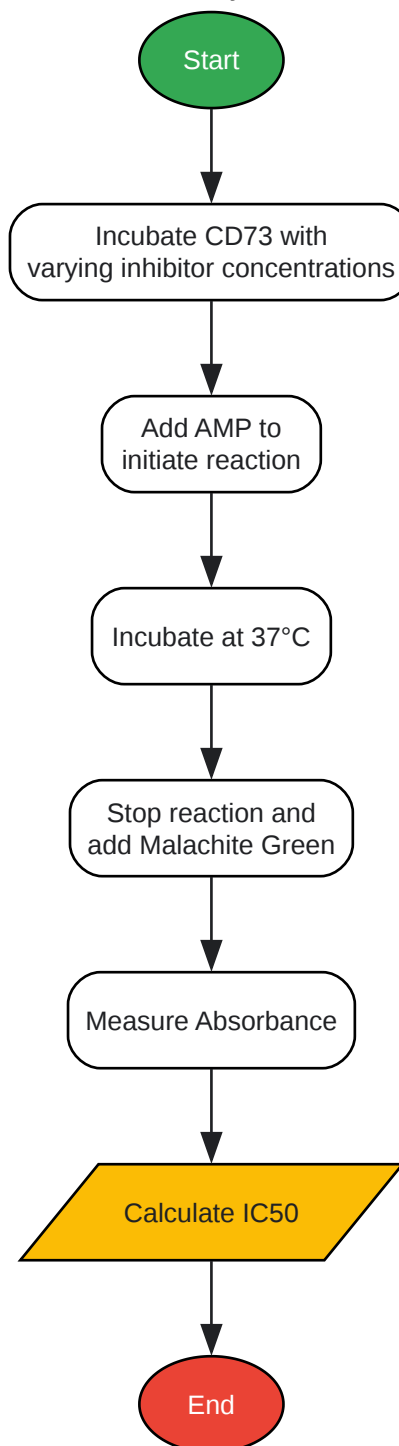 Start
Incubate CD73 with
varying inhibitor concentrations
Add AMP to
initiate reaction
Incubate at 37°C
Stop reaction and
add Malachite Green
Measure Absorbance
Calculate IC50
End